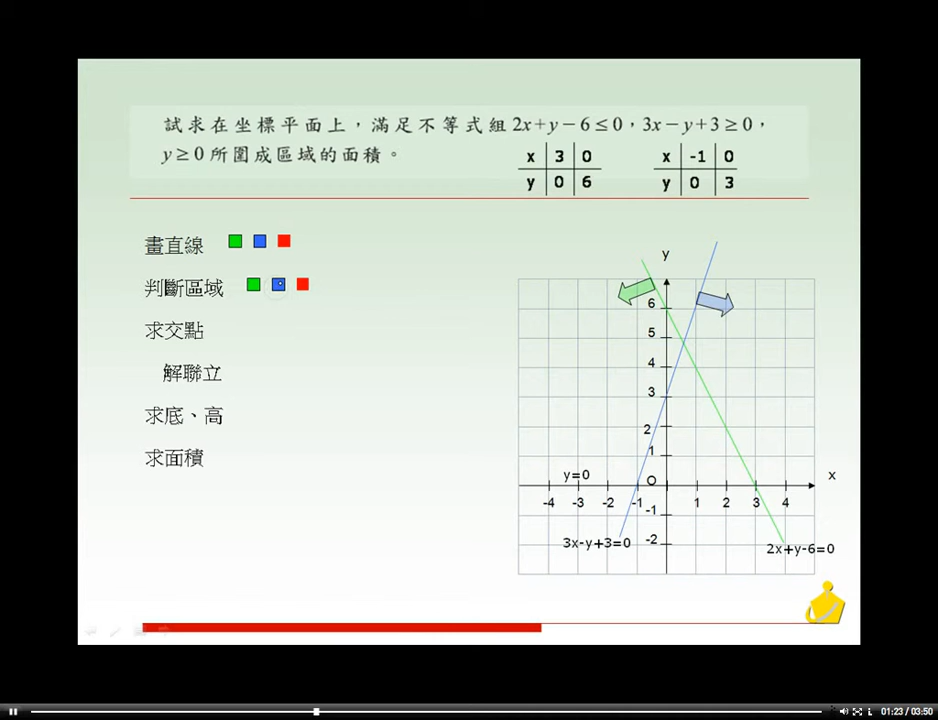 試求在坐標平面上，滿足不等式組 2x+y−6≤0，3x−y+3≥0，
y≥0 所圍成區域的面積。
x 3 0
y 0 6
x -1 0
y 0 3
畫直線
判斷區域
求交點
解聯立
求底、高
求面積
y
6
5
4
3
2
1
y=0
O
x
-4 -3 -2 -1 1 2 3 4
-1
-2
3x-y+3=0
2x+y-6=0
01:23 / 03:50